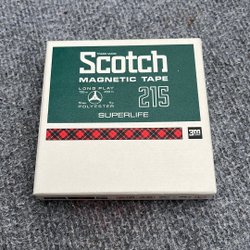 Scotch
MAGNETIC TAPE
LONG PLAY
215
POLYESTER
SUPERLIFE
3M